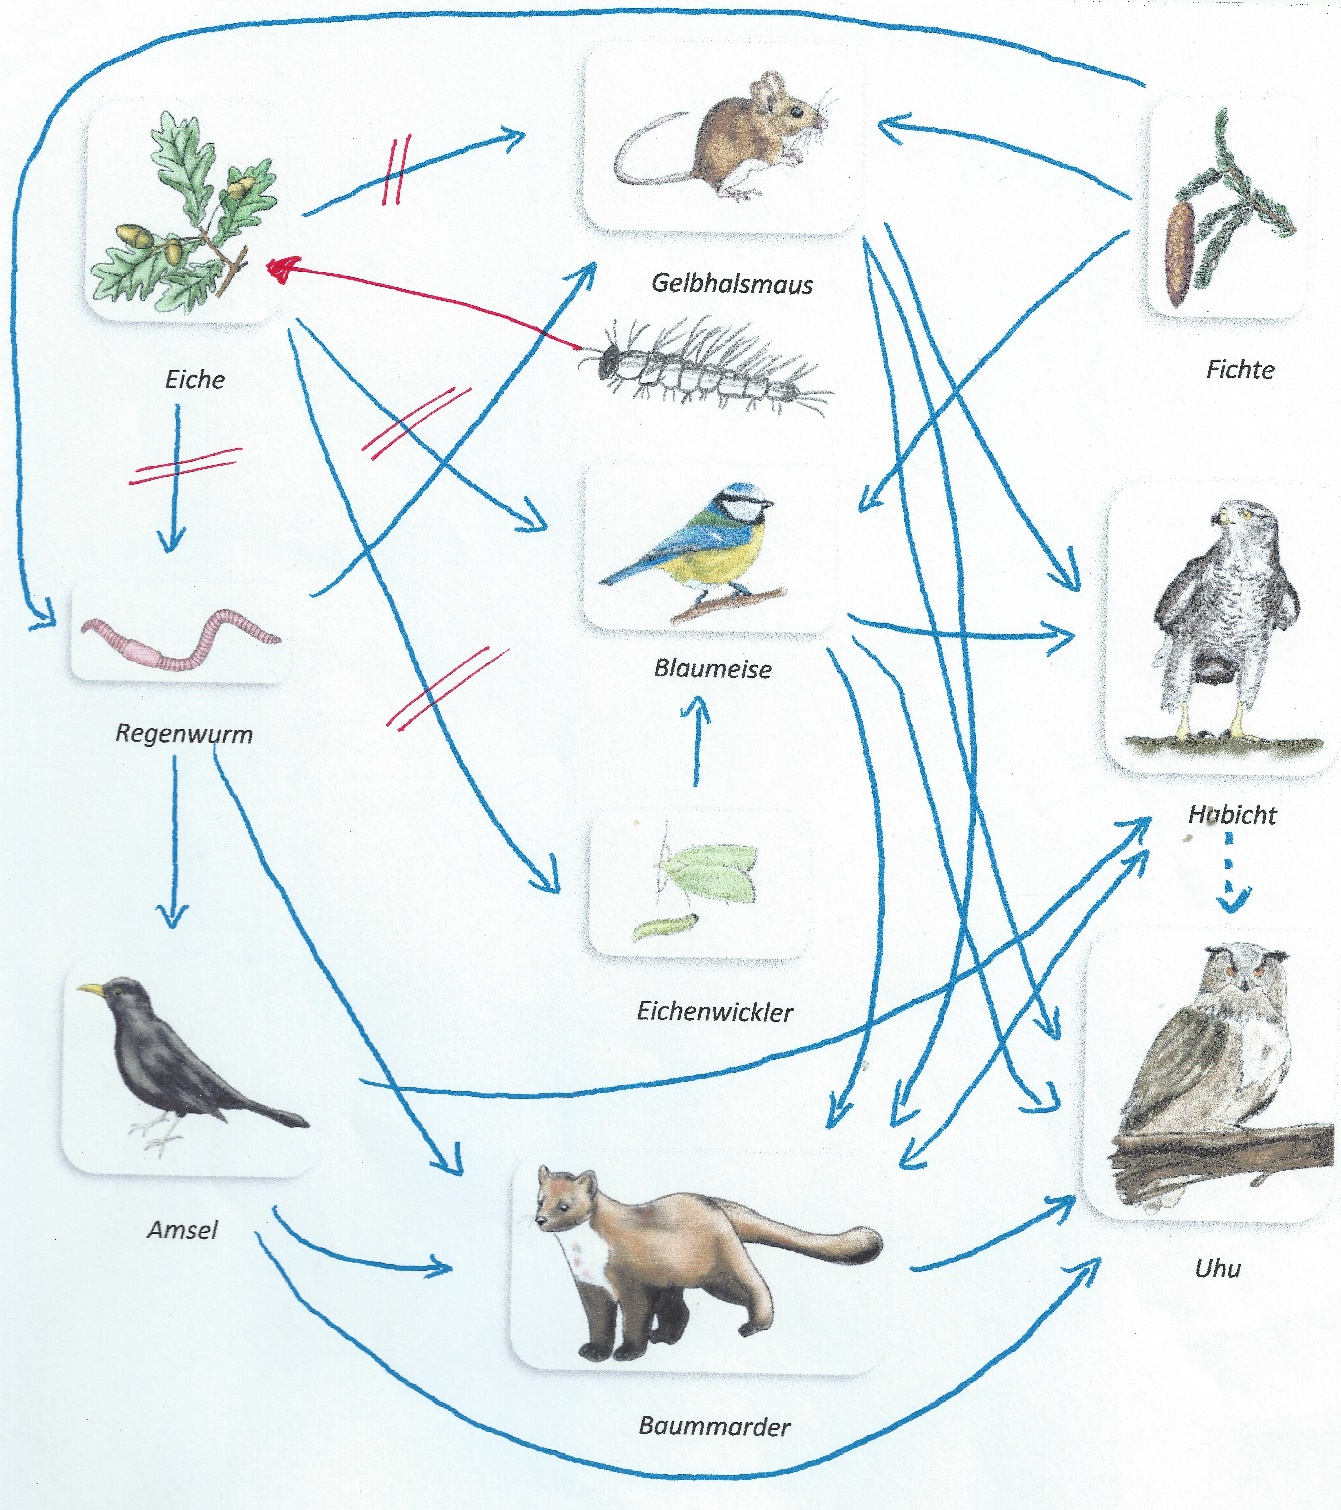 Gelbhalsmaus
Fichte
Eiche
Blaumeise
Regenwurm
Habicht
Eichenwickler
Amsel
Uhu
Baummarder